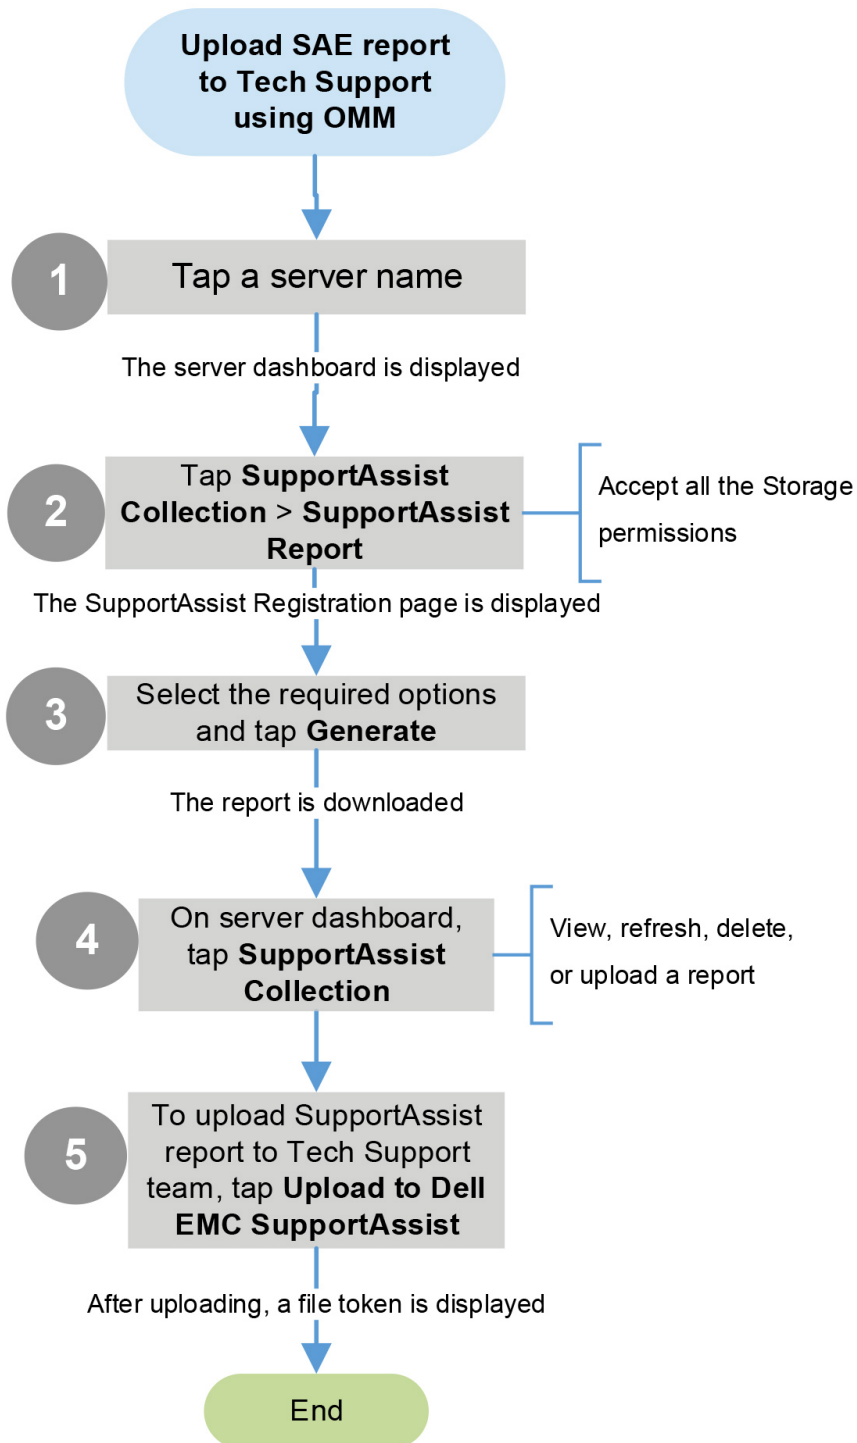 Upload SAE report
to Tech Support
using OMM
1
Tap a server name
The server dashboard is displayed
2
Tap SupportAssist
Collection > SupportAssist
Report
Accept all the Storage
permissions
The SupportAssist Registration page is displayed
3
Select the required options
and tap Generate
The report is downloaded
4
On server dashboard,
tap SupportAssist
Collection
View, refresh, delete,
or upload a report
5
To upload SupportAssist
report to Tech Support
team, tap Upload to Dell
EMC SupportAssist
After uploading, a file token is displayed
End